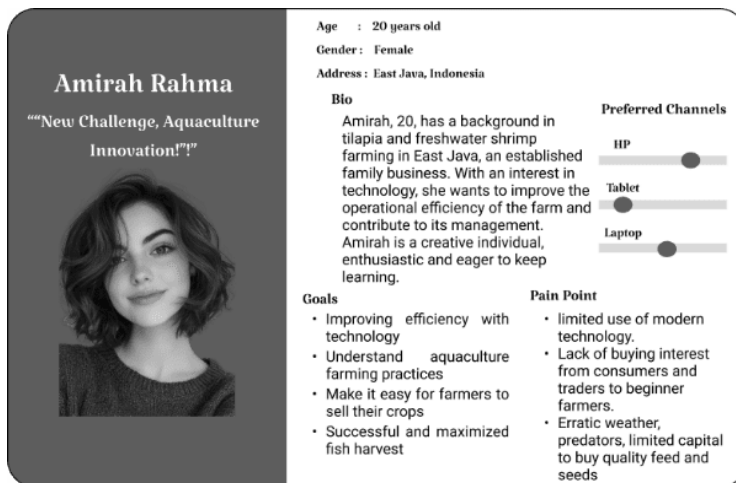 Amirah Rahma
““New Challenge, Aquaculture
Innovation!”!”
Age : 20 years old
Gender : Female
Address : East Java, Indonesia
Bio
Amirah, 20, has a background in
tilapia and freshwater shrimp
farming in East Java, an established
family business. With an interest in
technology, she wants to improve the
operational efficiency of the farm and
contribute to its management.
Amirah is a creative individual,
enthusiastic and eager to keep
learning.
Preferred Channels
HP
Tablet
Laptop
Goals
• Improving efficiency with
technology
• Understand aquaculture
farming practices
• Make it easy for farmers to
sell their crops
• Successful and maximized
fish harvest
Pain Point
• limited use of modern
technology.
• Lack of buying interest
from consumers and
traders to beginner
farmers.
• Erratic weather,
predators, limited capital
to buy quality feed and
seeds